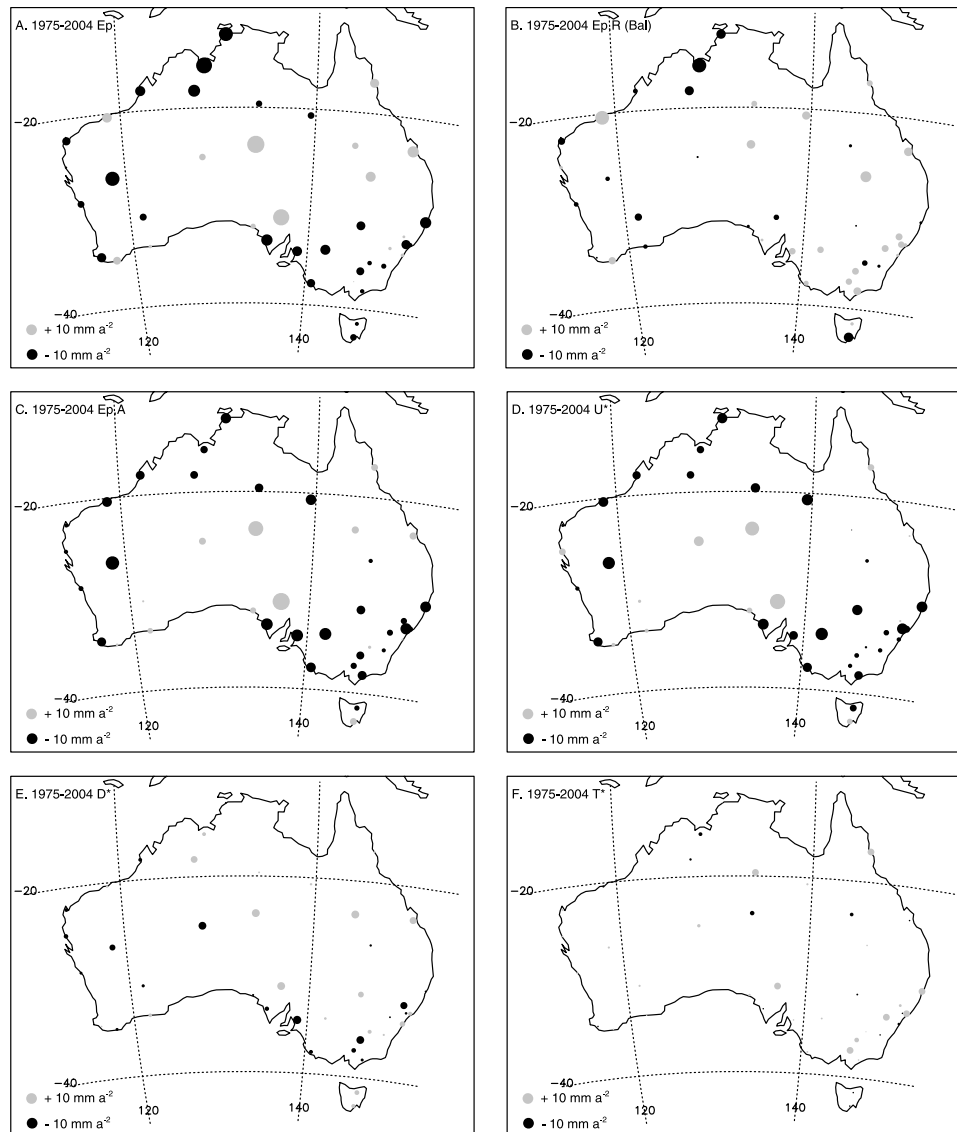 A. 1975-2004 Ep
−20
−40
120
140
+ 10 mm a-2
- 10 mm a-2
B. 1975-2004 Ep,R (Bal)
−20
−40
120
140
+ 10 mm a-2
- 10 mm a-2
C. 1975-2004 Ep,A
−20
−40
120
140
+ 10 mm a-2
- 10 mm a-2
D. 1975-2004 U*
−20
−40
120
140
+ 10 mm a-2
- 10 mm a-2
E. 1975-2004 D*
−20
−40
120
140
+ 10 mm a-2
- 10 mm a-2
F. 1975-2004 T*
−20
−40
120
140
+ 10 mm a-2
- 10 mm a-2